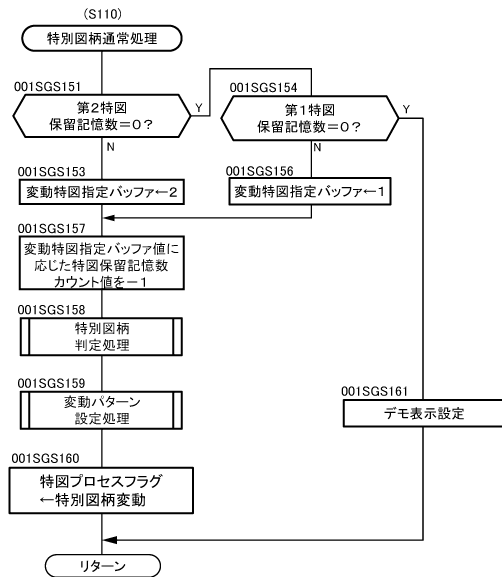 (S110)
特別図柄通常処理
001SGS151
第2特図
保留記憶数=0?
Y
N
001SGS154
第1特図
保留記憶数=0?
Y
N
001SGS153
変動特図指定バッファ←2
001SGS156
変動特図指定バッファ←1
001SGS157
変動特図指定バッファ値に
応じた特図保留記憶数
カウント値を-1
001SGS158
特別図柄
判定処理
001SGS159
変動パターン
設定処理
001SGS161
デモ表示設定
001SGS160
特図プロセスフラグ
←特別図柄変動
リターン